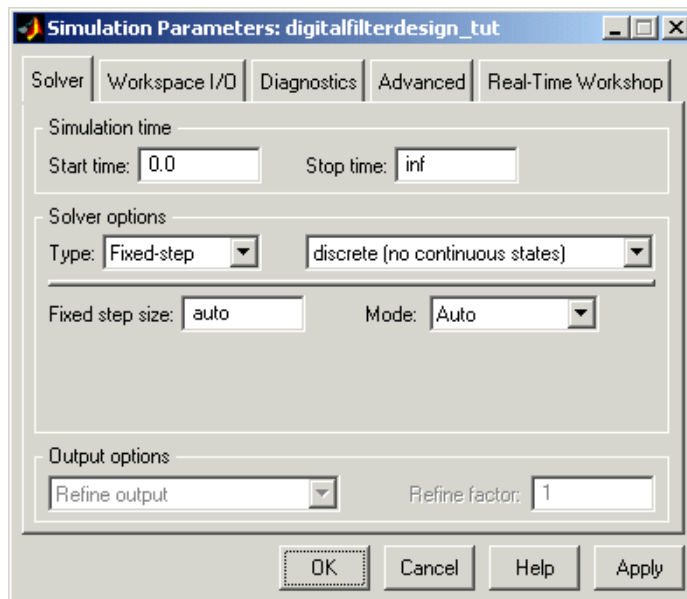 Simulation Parameters: digitalfilterdesign_tut
Solver Workspace I/O Diagnostics Advanced Real-Time Workshop
Simulation time
Start time: 0.0 Stop time: inf
Solver options
Type: Fixed-step discrete (no continuous states)
Fixed step size: auto Mode: Auto
Output options
Refine output Refine factor: 1
OK Cancel Help Apply